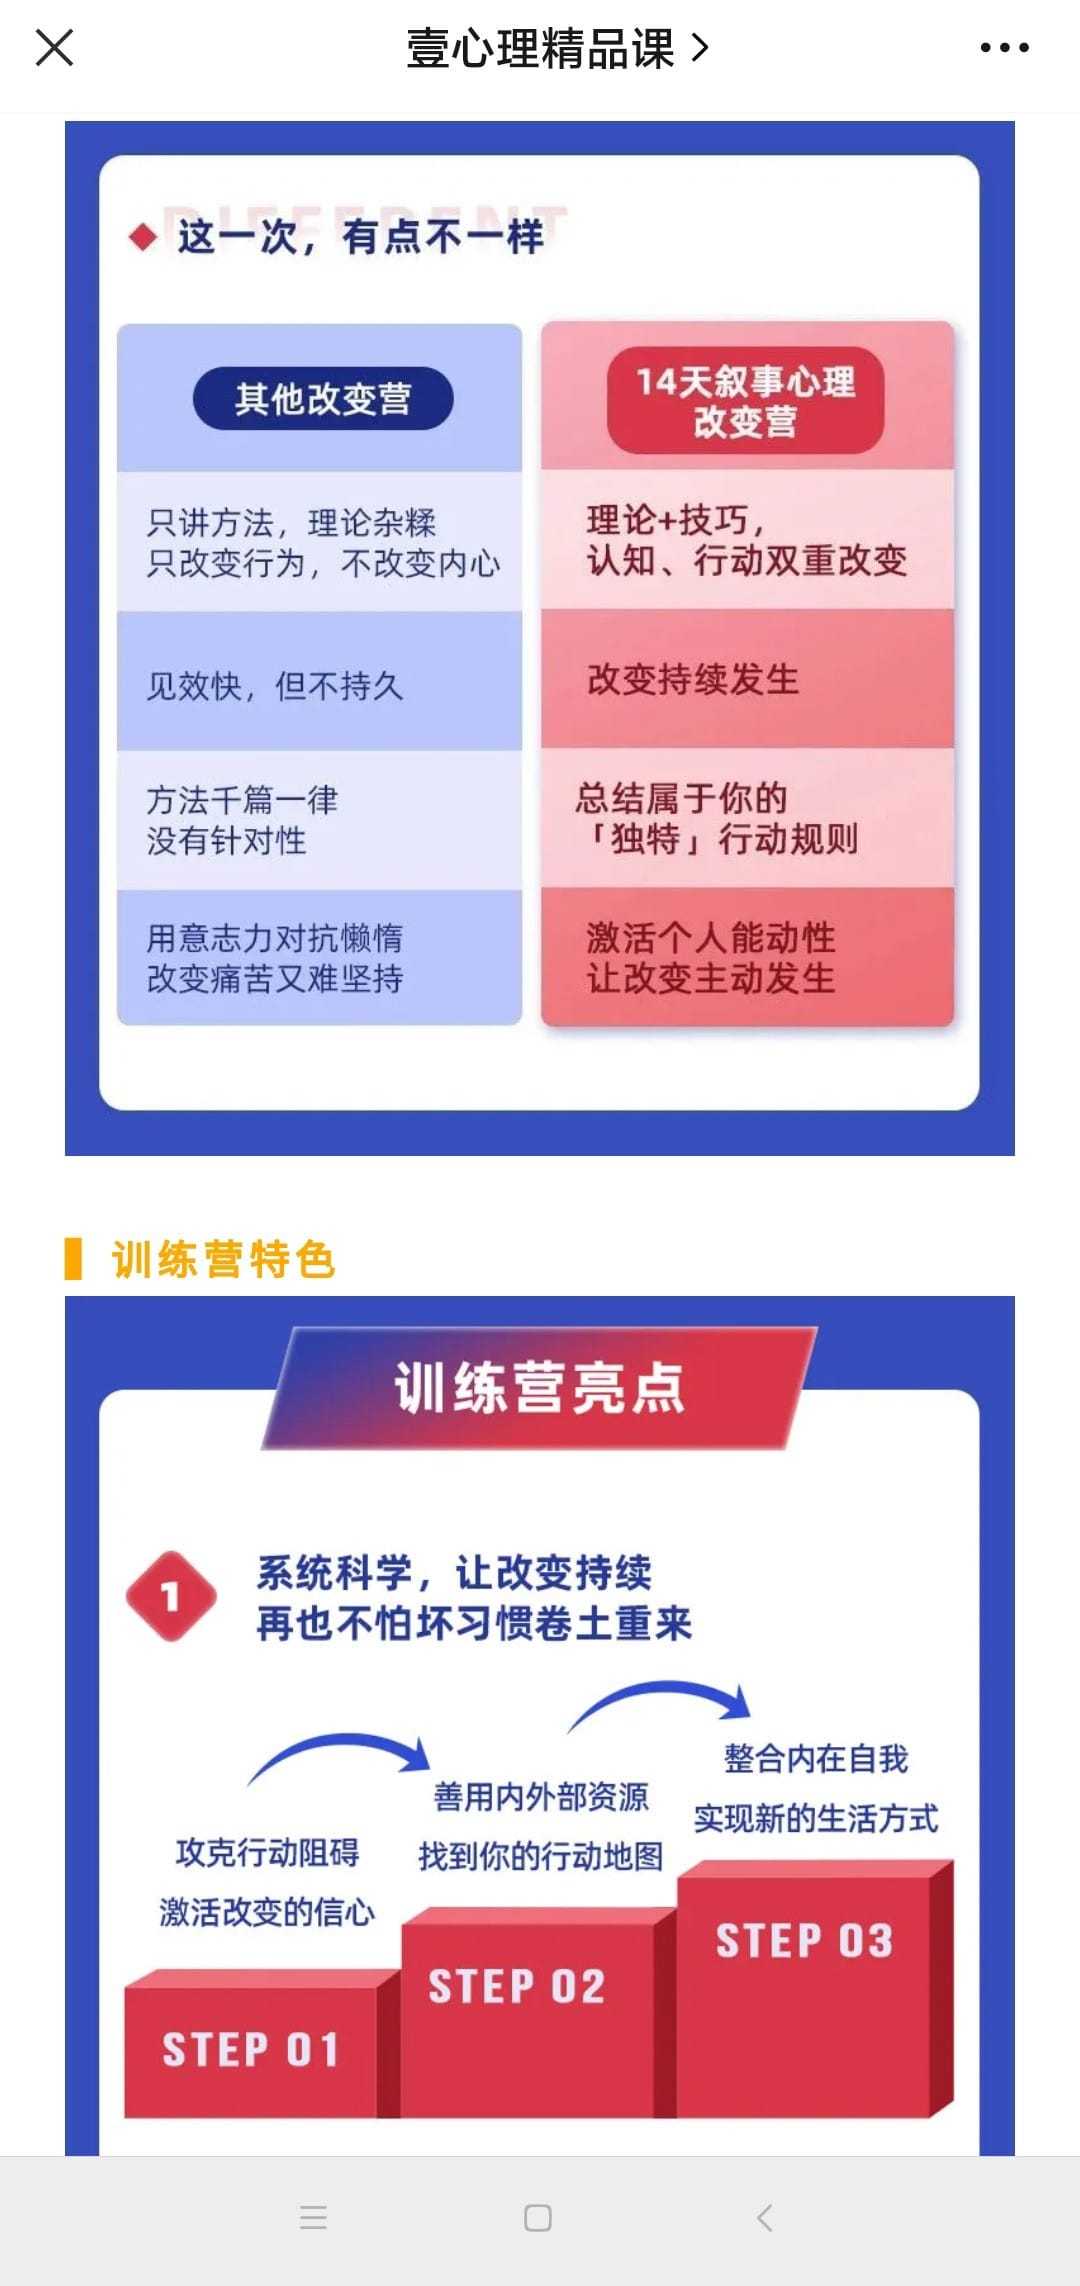 壹心理精品课
DIFFERENT
这一次，有点不一样
其他改变营
14天叙事心理
改变营
只讲方法，理论杂糅
只改变行为，不改变内心
理论+技巧，
认知、行动双重改变
见效快，但不持久
改变持续发生
方法千篇一律
没有针对性
总结属于你的
「独特」行动规则
用意志力对抗懒惰
改变痛苦又难坚持
激活个人能动性
让改变主动发生
训练营特色
训练营亮点
1
系统科学，让改变持续
再也不怕坏习惯卷土重来
攻克行动阻碍
激活改变的信心
善用内外部资源
找到你的行动地图
整合内在自我
实现新的生活方式
STEP 01
STEP 02
STEP 03